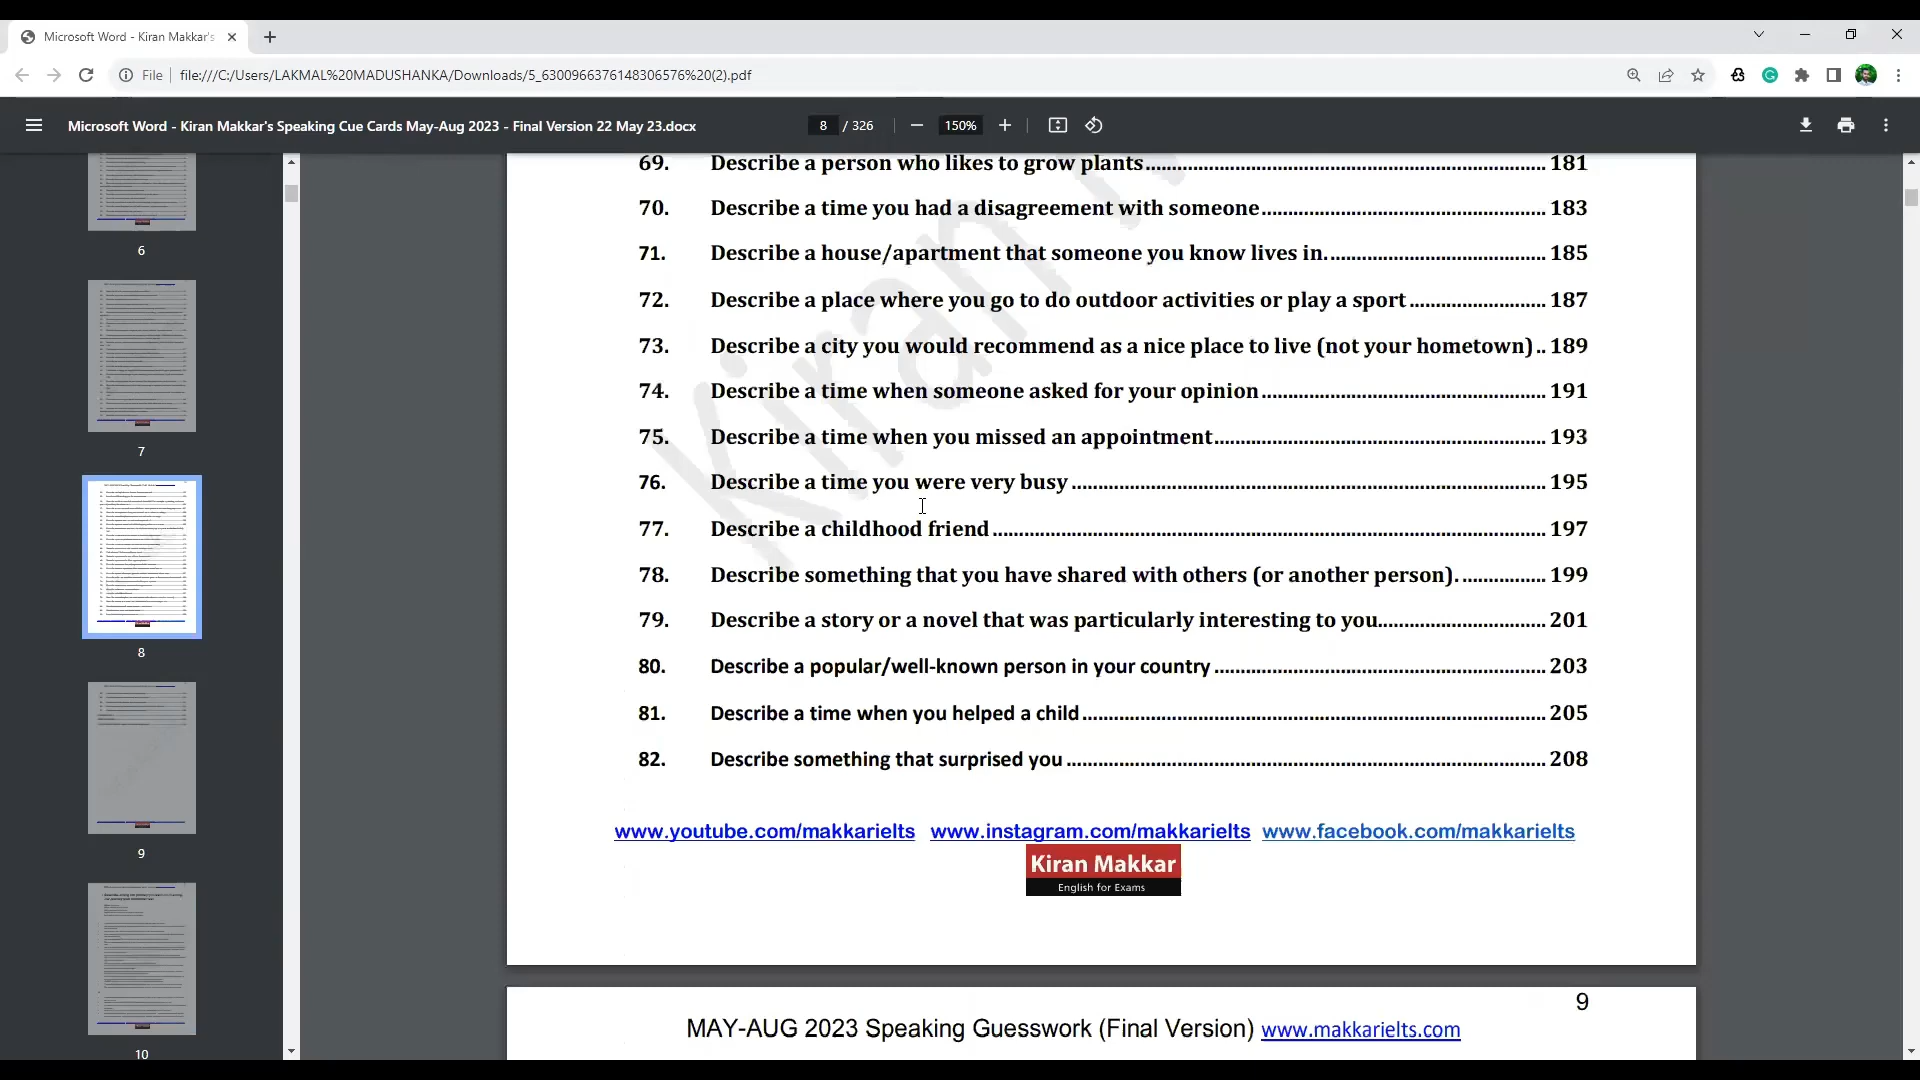 Microsoft Word - Kiran Makkar's
File file:///C:/Users/LAKMAL%20MADUSHANKA/Downloads/5_6300966376148306576%20(2).pdf
Microsoft Word - Kiran Makkar's Speaking Cue Cards May-Aug 2023 - Final Version 22 May 23.docx
8 / 326
150%
6
7
8
9
10
Kiran
69. Describe a person who likes to grow plants 181
70. Describe a time you had a disagreement with someone 183
71. Describe a house/apartment that someone you know lives in. 185
72. Describe a place where you go to do outdoor activities or play a sport 187
73. Describe a city you would recommend as a nice place to live (not your hometown) .. 189
74. Describe a time when someone asked for your opinion 191
75. Describe a time when you missed an appointment 193
76. Describe a time you were very busy 195
77. Describe a childhood friend 197
78. Describe something that you have shared with others (or another person). 199
79. Describe a story or a novel that was particularly interesting to you 201
80. Describe a popular/well-known person in your country 203
81. Describe a time when you helped a child 205
82. Describe something that surprised you 208
www.youtube.com/makkarielts www.instagram.com/makkarielts www.facebook.com/makkarielts
Kiran Makkar
English for Exams
9
MAY-AUG 2023 Speaking Guesswork (Final Version) www.makkarielts.com